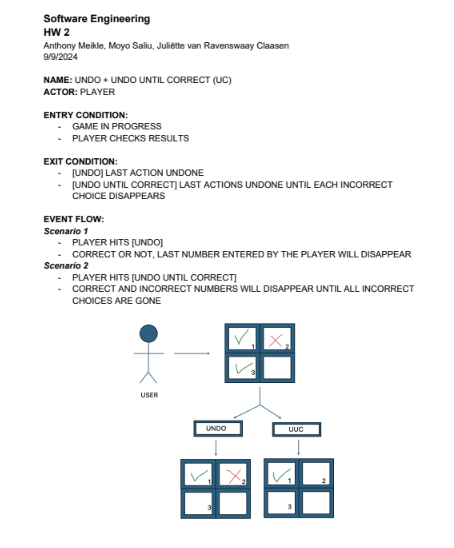 Software Engineering
HW 2
Anthony Meikle, Moyo Saliu, Juliëtte van Ravenswaay Claasen
9/9/2024
NAME: UNDO + UNDO UNTIL CORRECT (UC)
ACTOR: PLAYER
ENTRY CONDITION:
- GAME IN PROGRESS
- PLAYER CHECKS RESULTS
EXIT CONDITION:
- [UNDO] LAST ACTION UNDONE
- [UNDO UNTIL CORRECT] LAST ACTIONS UNDONE UNTIL EACH INCORRECT
CHOICE DISAPPEARS
EVENT FLOW:
Scenario 1
- PLAYER HITS [UNDO]
- CORRECT OR NOT, LAST NUMBER ENTERED BY THE PLAYER WILL DISAPPEAR
Scenario 2
- PLAYER HITS [UNDO UNTIL CORRECT]
- CORRECT AND INCORRECT NUMBERS WILL DISAPPEAR UNTIL ALL INCORRECT
CHOICES ARE GONE
1 2
3
USER
UNDO UUC
1 2 1 2
3 3